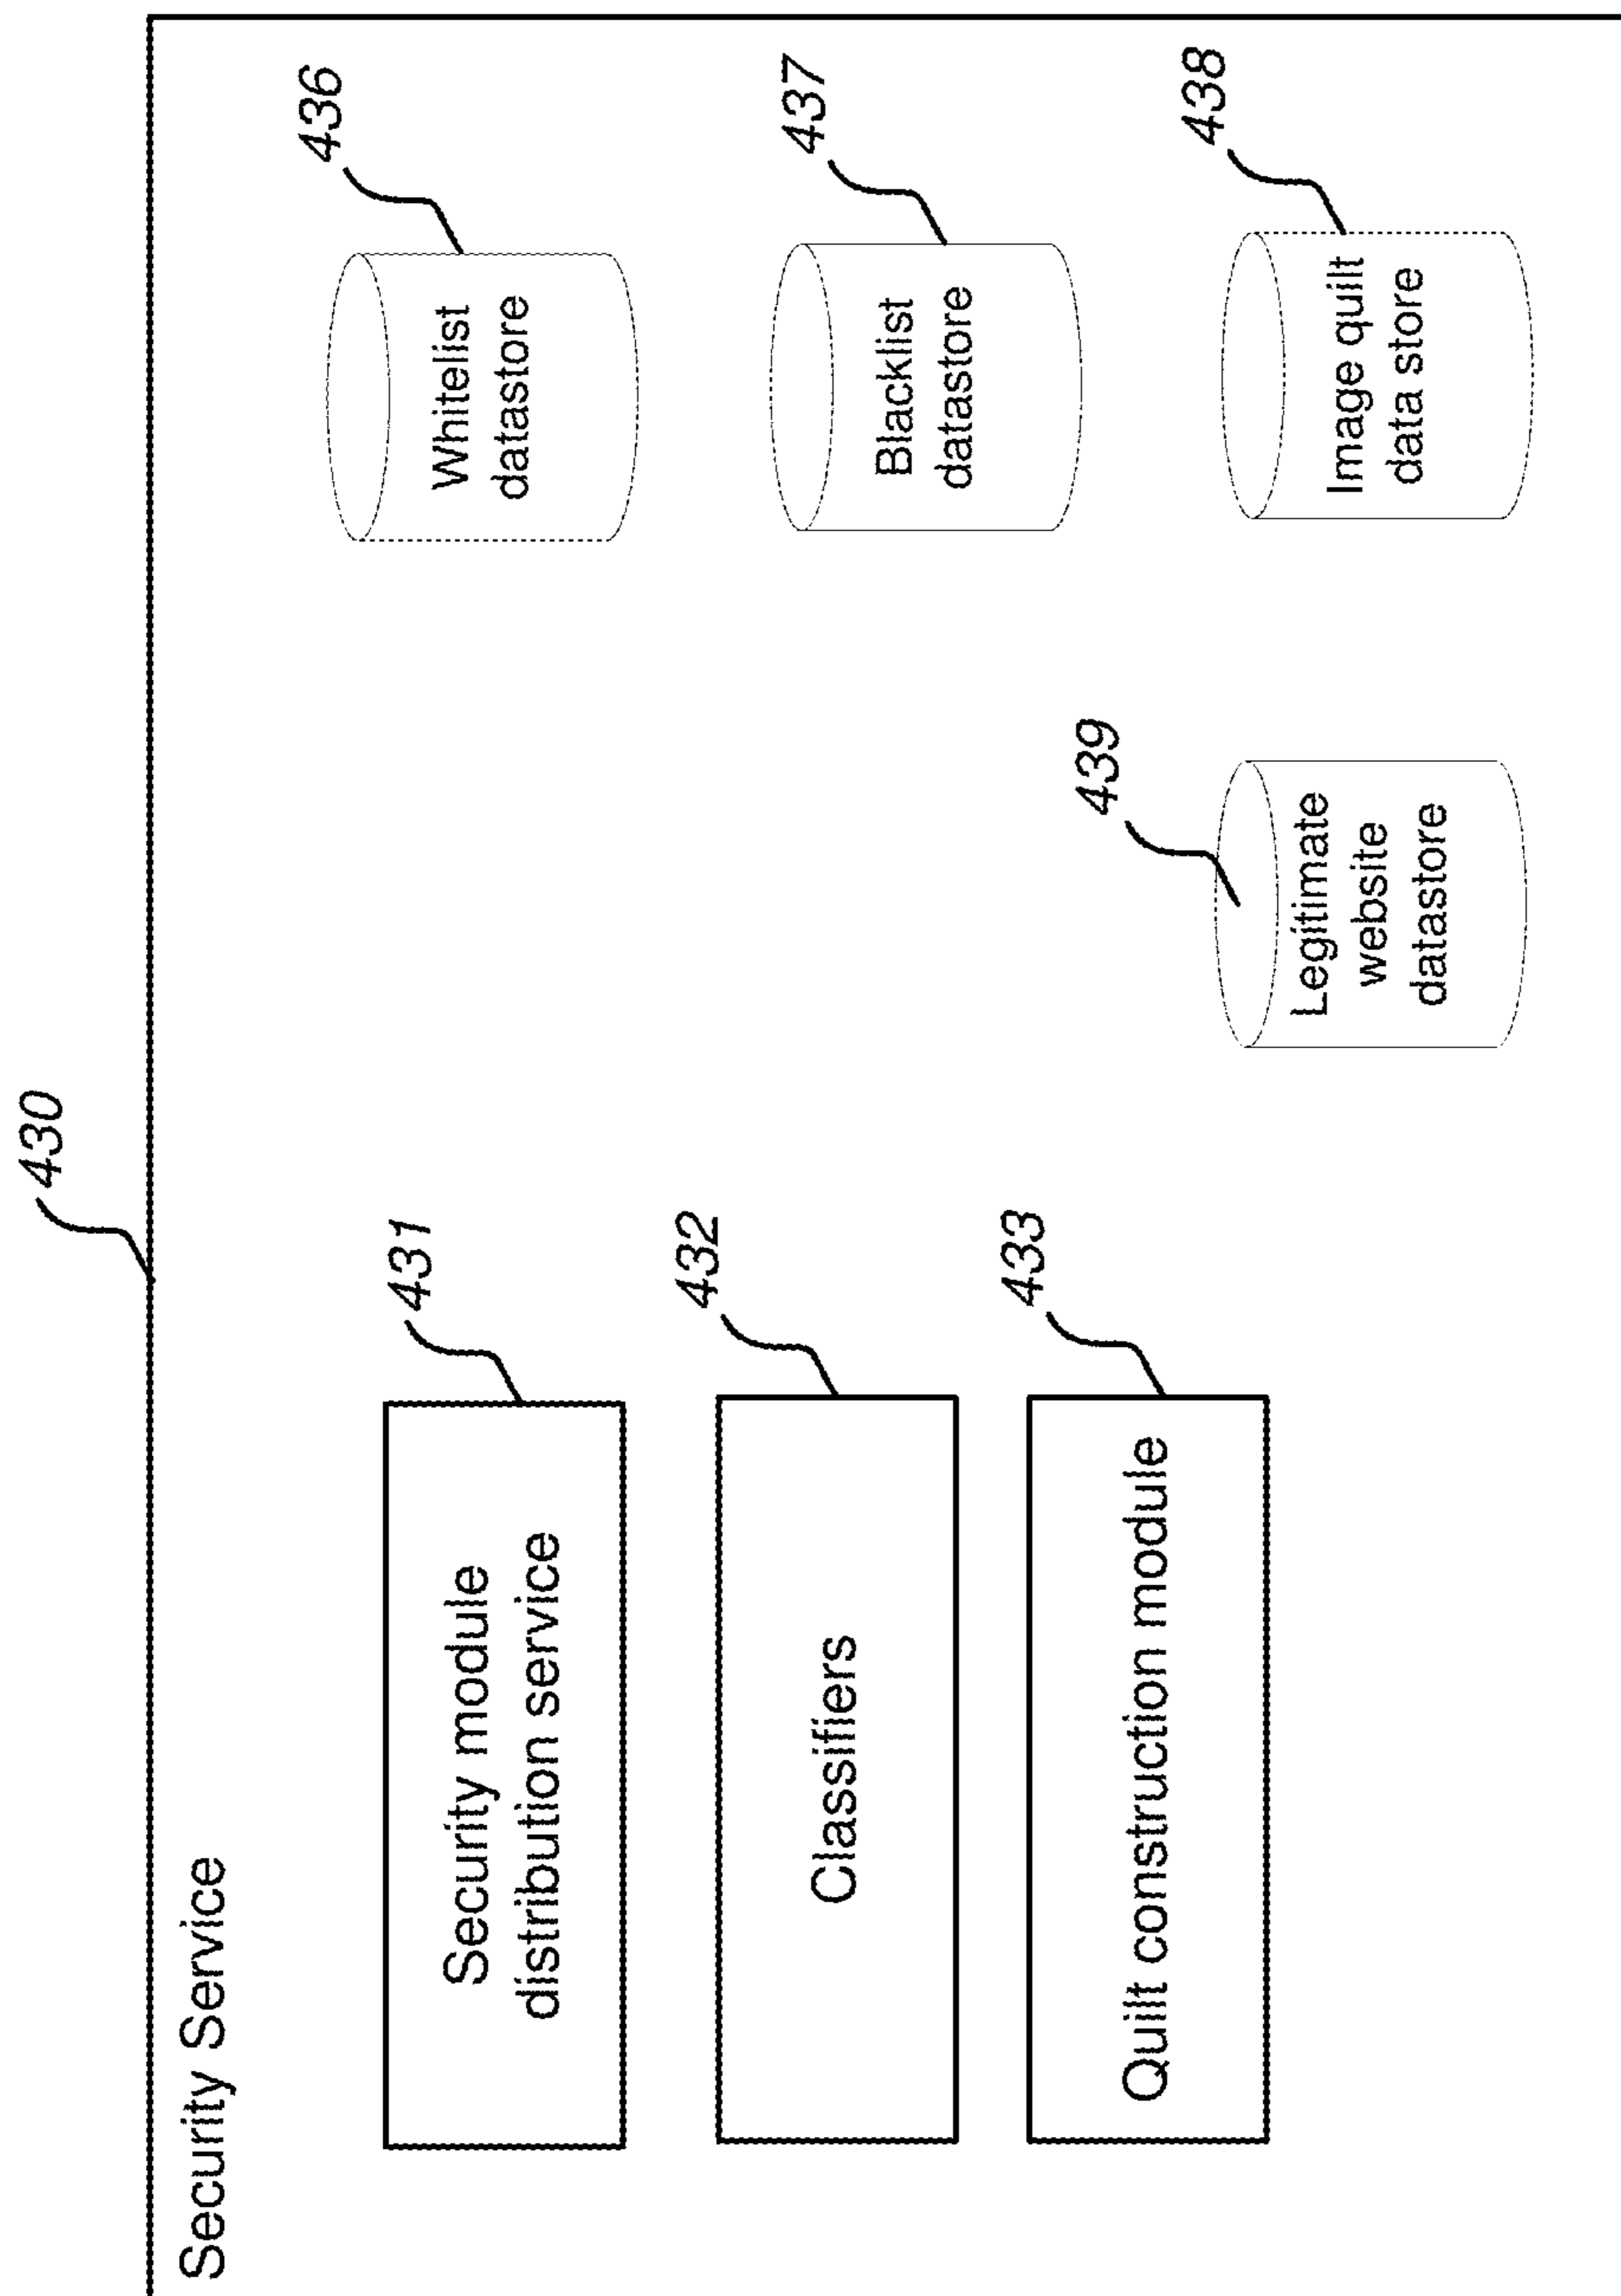 430
Security Service
431
Security module
distribution service
432
Classifiers
433
Quilt construction module
436
Whitelist
datastore
437
Blacklist
datastore
439
Legitimate
website
datastore
438
Image quilt
data store